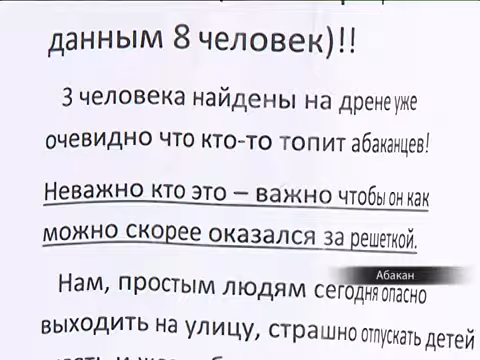 данным 8 человек)!!
3 человека найдены на дрене уже
очевидно что кто-то топит абаканцев!
Неважно кто это – важно чтобы он как
можно скорее оказался за решеткой.
Абакан
Нам, простым людям сегодня опасно
выходить на улицу, страшно отпускать детей